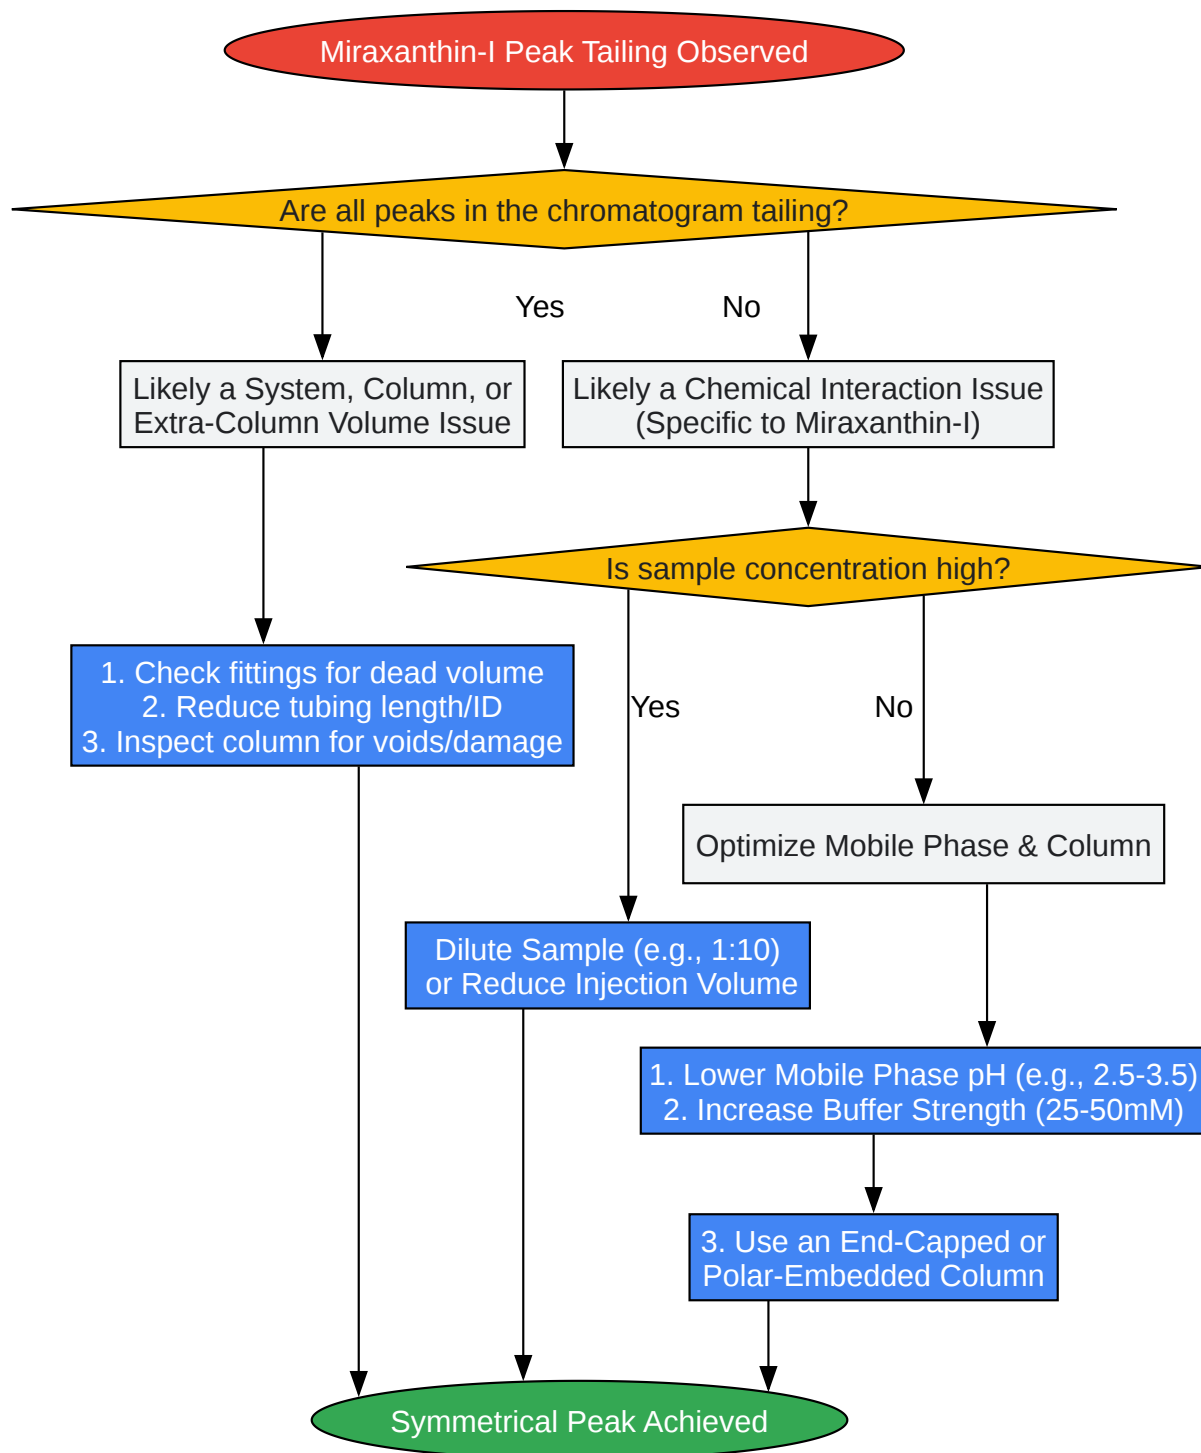 Miraxanthin-I Peak Tailing Observed
Are all peaks in the chromatogram tailing?
Yes
No
Likely a System, Column, or
Extra-Column Volume Issue
Likely a Chemical Interaction Issue
(Specific to Miraxanthin-I)
Is sample concentration high?
1. Check fittings for dead volume
2. Reduce tubing length/ID
3. Inspect column for voids/damage
Yes
No
Optimize Mobile Phase & Column
Dilute Sample (e.g., 1:10)
or Reduce Injection Volume
1. Lower Mobile Phase pH (e.g., 2.5-3.5)
2. Increase Buffer Strength (25-50mM)
3. Use an End-Capped or
Polar-Embedded Column
Symmetrical Peak Achieved